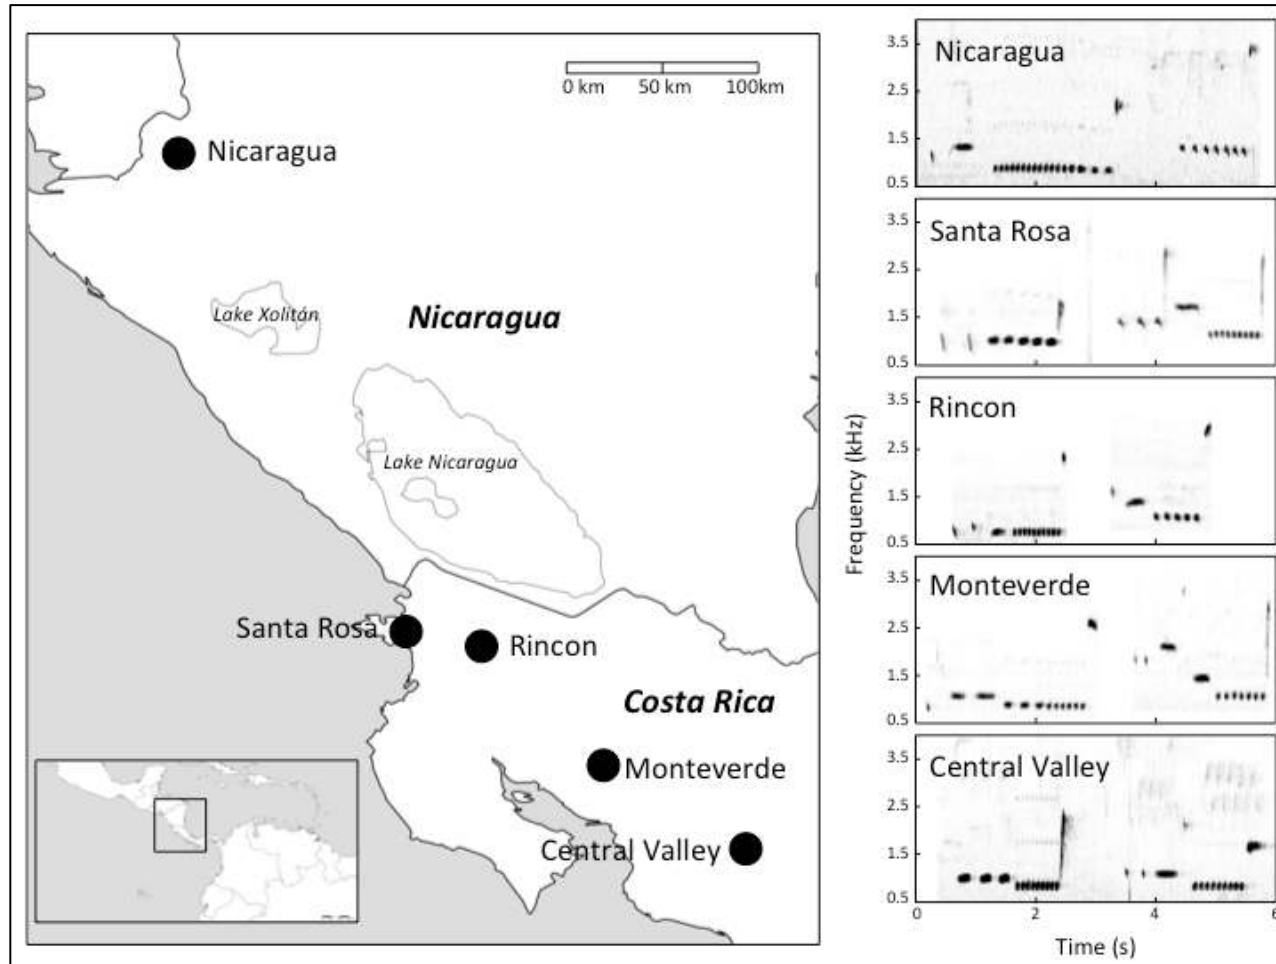 0 km 50 km 100km
Nicaragua
Lake Xolitán
Nicaragua
Lake Nicaragua
Santa Rosa
Rincon
Costa Rica
Monteverde
Central Valley
Frequency (kHz)
Nicaragua
3.5
2.5
1.5
0.5
Santa Rosa
3.5
2.5
1.5
0.5
Rincon
3.5
2.5
1.5
0.5
Monteverde
3.5
2.5
1.5
0.5
Central Valley
3.5
2.5
1.5
0.5
0 2 4 6
Time (s)